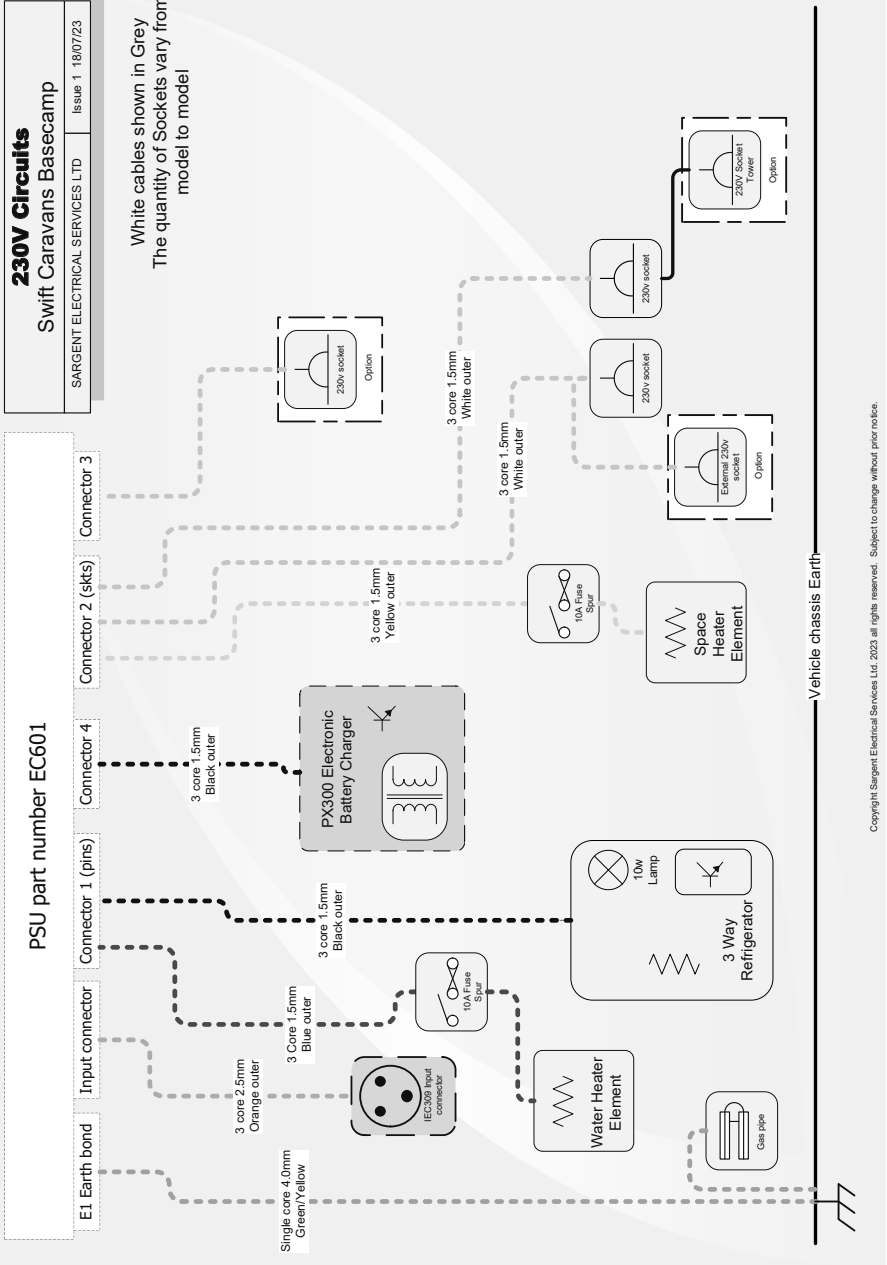 230V Circuits
Swift Caravans Basecamp
SARGENT ELECTRICAL SERVICES LTD
Issue 1 18/07/23
White cables shown in Grey
The quantity of Sockets vary from
model to model
PSU part number EC601
E1 Earth bond
Input connector
Connector 1 (pins)
Connector 4
Connector 2 (skts)
Connector 3
Single core 4.0mm
Green/Yellow
3 core 2.5mm
Orange outer
3 Core 1.5mm
Blue outer
3 core 1.5mm
Black outer
3 core 1.5mm
Black outer
3 core 1.5mm
Yellow outer
3 core 1.5mm
White outer
3 core 1.5mm
White outer
IEC309 Input
connector
10A Fuse
Spur
Water Heater
Element
Gas pipe
3 Way
Refrigerator
10w
Lamp
PX300 Electronic
Battery Charger
10A Fuse
Spur
Space
Heater
Element
230v socket
Option
External 230v
socket
Option
230v socket
230v socket
230V Socket
Tower
Option
Vehicle chassis Earth
Copyright Sargent Electrical Services Ltd. 2023 all rights reserved. Subject to change without prior notice.